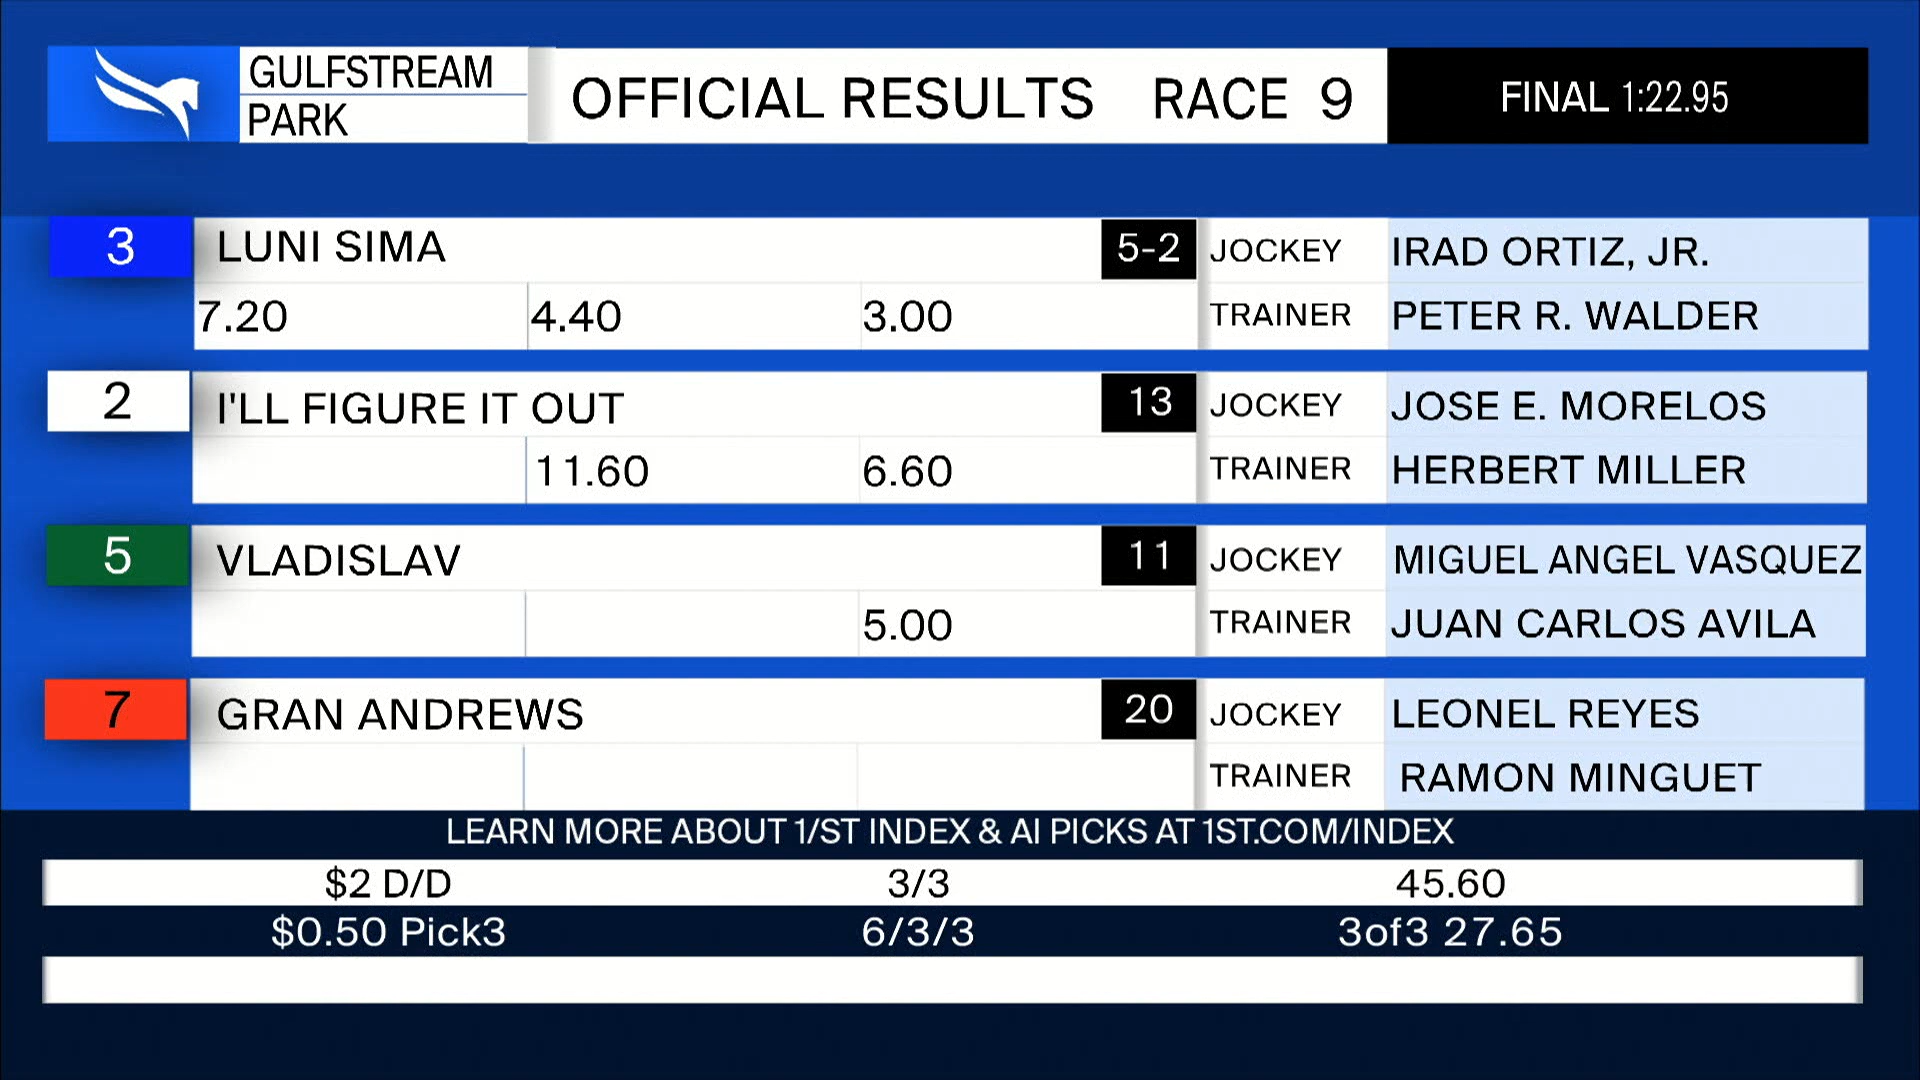 GULFSTREAM PARK OFFICIAL RESULTS RACE 9 FINAL 1:22.95
3 LUNI SIMA 5-2 JOCKEY IRAD ORTIZ, JR.
7.20 4.40 3.00 TRAINER PETER R. WALDER
2 I'LL FIGURE IT OUT 13 JOCKEY JOSE E. MORELOS
11.60 6.60 TRAINER HERBERT MILLER
5 VLADISLAV 11 JOCKEY MIGUEL ANGEL VASQUEZ
5.00 TRAINER JUAN CARLOS AVILA
7 GRAN ANDREWS 20 JOCKEY LEONEL REYES
TRAINER RAMON MINGUET
LEARN MORE ABOUT 1/ST INDEX & AI PICKS AT 1ST.COM/INDEX
$2 D/D 3/3 45.60
$0.50 Pick3 6/3/3 3of3 27.65